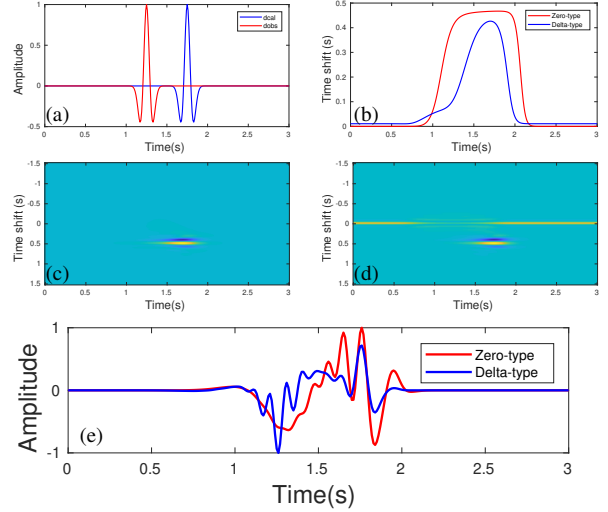 1
0.5
0
-0.5
Amplitude
dcal
dobs
(a)
0 0.5 1 1.5 2 2.5 3
Time(s)
0.5
0.4
0.3
0.2
0.1
0
Time shift (s)
Zero-type
Delta-type
(b)
0 0.5 1 1.5 2 2.5 3
Time(s)
-1.5
-1
-0.5
0
0.5
1
1.5
Time shift (s)
(c)
0 0.5 1 1.5 2 2.5 3
Time(s)
-1.5
-1
-0.5
0
0.5
1
1.5
Time shift (s)
(d)
0 0.5 1 1.5 2 2.5 3
Time(s)
1
0
-1
Amplitude
Zero-type
Delta-type
(e)
0 0.5 1 1.5 2 2.5 3
Time(s)